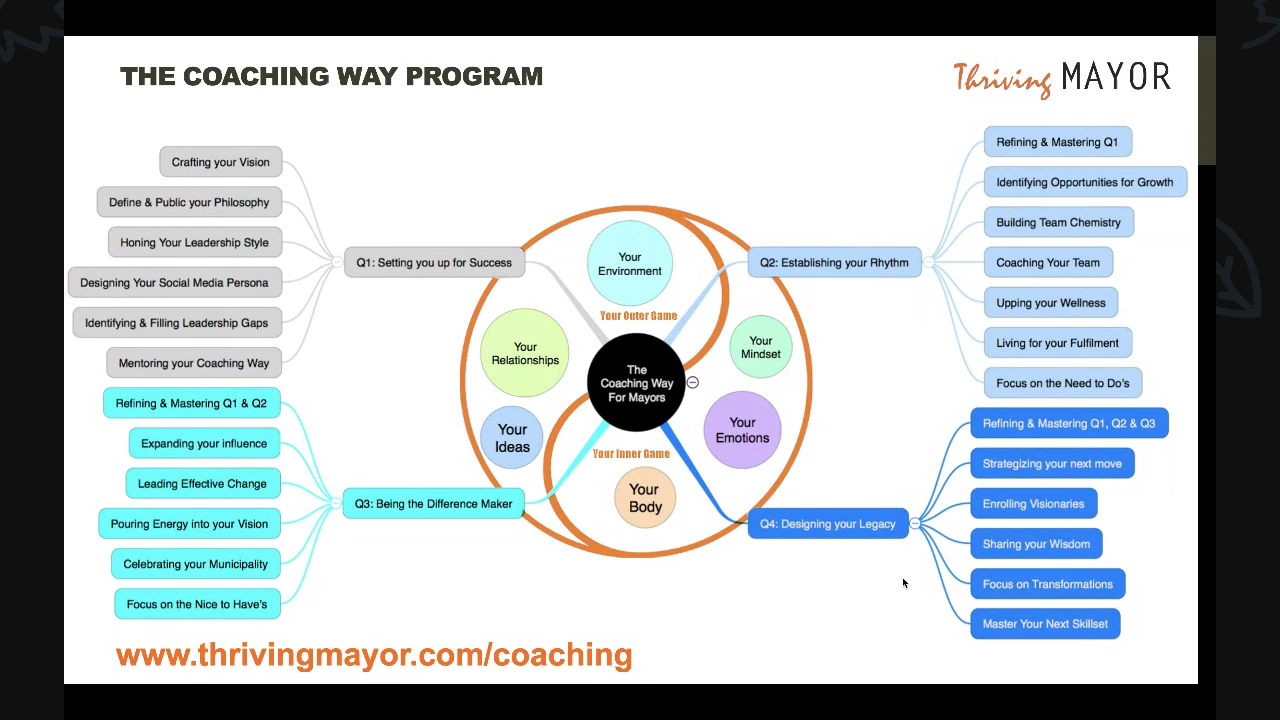 THE COACHING WAY PROGRAM
Thriving MAYOR
Crafting your Vision
Define & Public your Philosophy
Honing Your Leadership Style
Designing Your Social Media Persona
Identifying & Filling Leadership Gaps
Mentoring your Coaching Way
Q1: Setting you up for Success
Refining & Mastering Q1 & Q2
Expanding your influence
Leading Effective Change
Pouring Energy into your Vision
Celebrating your Municipality
Focus on the Nice to Have's
Q3: Being the Difference Maker
Your
Environment
Your Outer Game
Your
Relationships
Your
Mindset
The
Coaching Way
For Mayors
Your
Ideas
Your
Emotions
Your Inner Game
Your
Body
Q2: Establishing your Rhythm
Refining & Mastering Q1
Identifying Opportunities for Growth
Building Team Chemistry
Coaching Your Team
Upping your Wellness
Living for your Fulfilment
Focus on the Need to Do's
Q4: Designing your Legacy
Refining & Mastering Q1, Q2 & Q3
Strategizing your next move
Enrolling Visionaries
Sharing your Wisdom
Focus on Transformations
Master Your Next Skillset
www.thrivingmayor.com/coaching